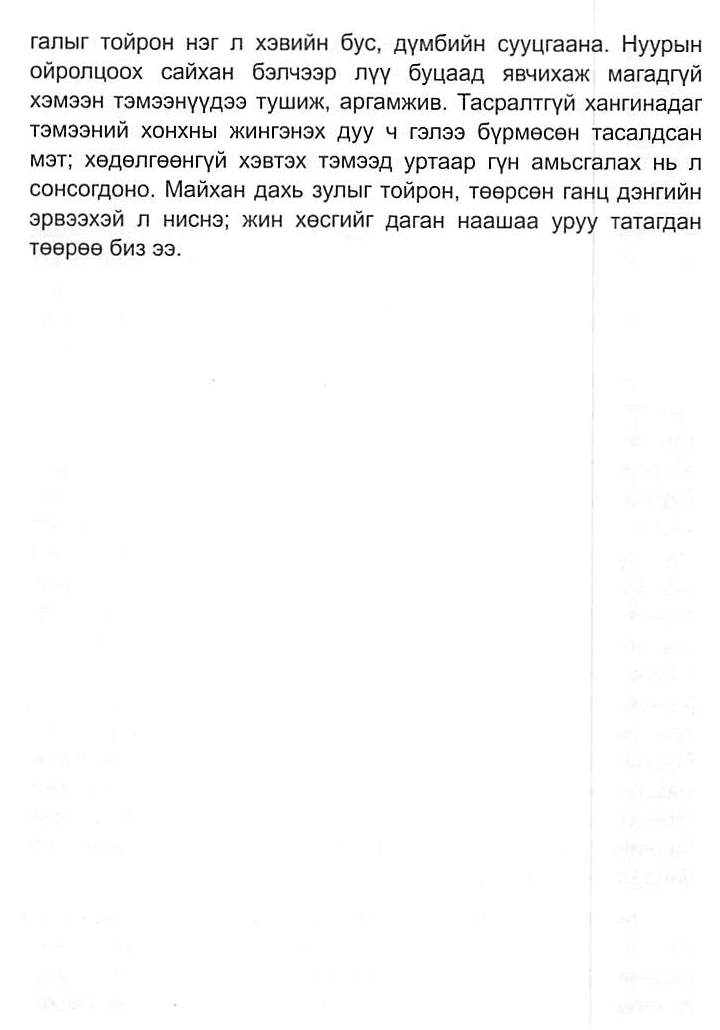 галыг тойрон нэг л хэвийн бус, дүмбийн сууцгаана. Нуурын
ойролцоох сайхан бэлчээр лүү буцаад явчихаж магадгүй
хэмээн тэмээнүүдээ тушиж, аргамжив. Тасралтгүй хангинадаг
тэмээний хонхны жингэнэх дуу ч гэлээ бүрмөсөн тасалдсан
мэт; хөдөлгөөнгүй хэвтэх тэмээд уртаар гүн амьсгалах нь л
сонсогдоно. Майхан дахь зулыг тойрон, төөрсөн ганц дэнгийн
эрвээхэй л ниснэ; жин хөсгийг даган наашаа уруу татагдан
төөрөө биз ээ.